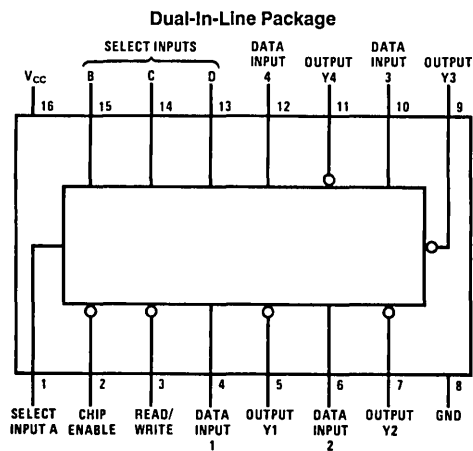 Dual-In-Line Package
SELECT INPUTS
DATA INPUT 4
OUTPUT Y4
DATA INPUT 3
OUTPUT Y3
VCC
B
C
D
16
15
14
13
12
11
10
9
1
2
3
4
5
6
7
8
SELECT INPUT A
CHIP ENABLE
READ/ WRITE
DATA INPUT 1
OUTPUT Y1
DATA INPUT 2
OUTPUT Y2
GND